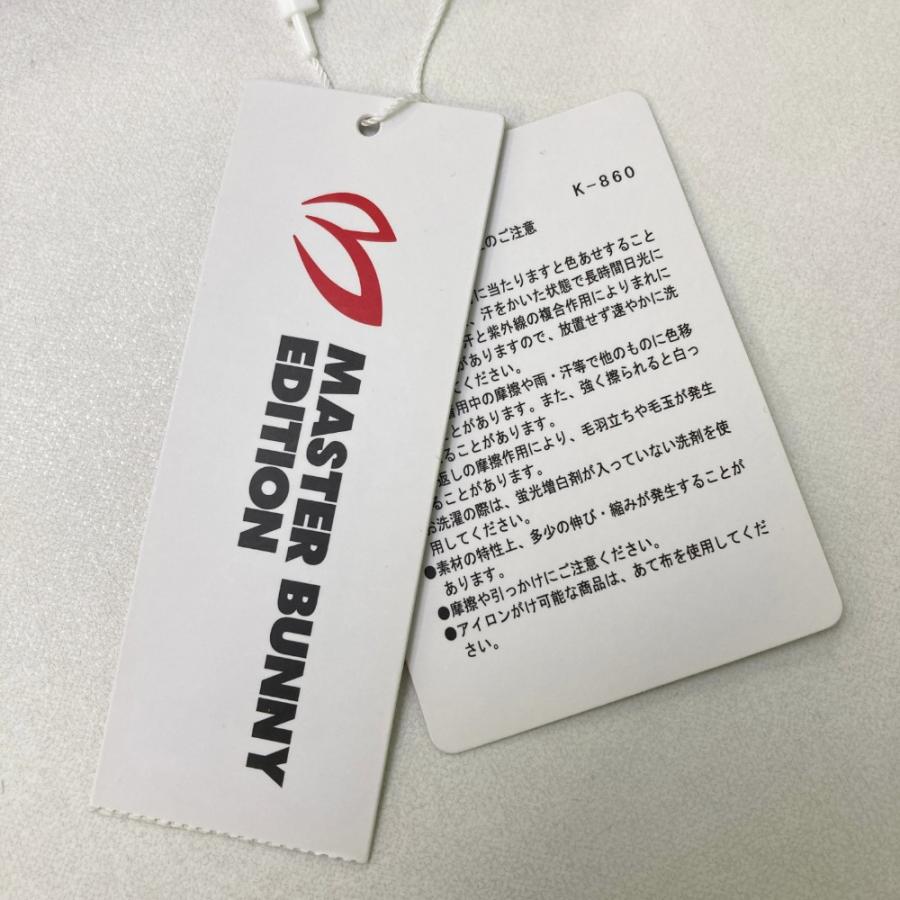 MASTER BUNNY
EDITION
K-860
のご注意
に当たりますと色あせすること
、汗をかいた状態で長時間日光に
汗と紫外線の複合作用によりまれに
がありますので、放置せず速やかに洗
てください。
着用中の摩擦や雨・汗等で他のものに色移
ことがあります。また、強く擦られると白っ
ることがあります。
返しの摩擦作用により、毛羽立ちや毛玉が発生
ることがあります。
お洗濯の際は、蛍光増白剤が入っていない洗剤を使
用してください。
●素材の特性上、多少の伸び・縮みが発生することが
あります。
●摩擦や引っかけにご注意ください。
●アイロンがけ可能な商品は、あて布を使用してくだ
さい。